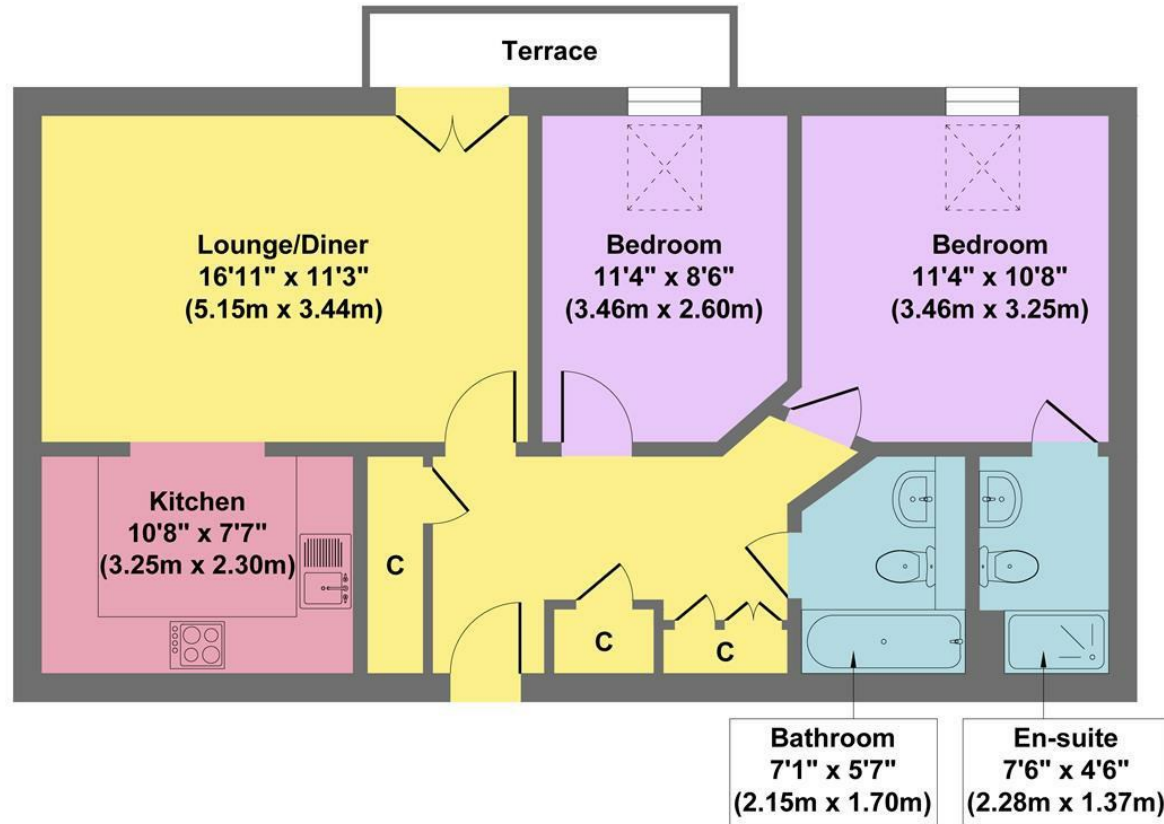 Terrace
Lounge/Diner
16'11" x 11'3"
(5.15m x 3.44m)
Bedroom
11'4" x 8'6"
(3.46m x 2.60m)
Bedroom
11'4" x 10'8"
(3.46m x 3.25m)
Kitchen
10'8" x 7'7"
(3.25m x 2.30m)
C
C
C
Bathroom
7'1" x 5'7"
(2.15m x 1.70m)
En-suite
7'6" x 4'6"
(2.28m x 1.37m)